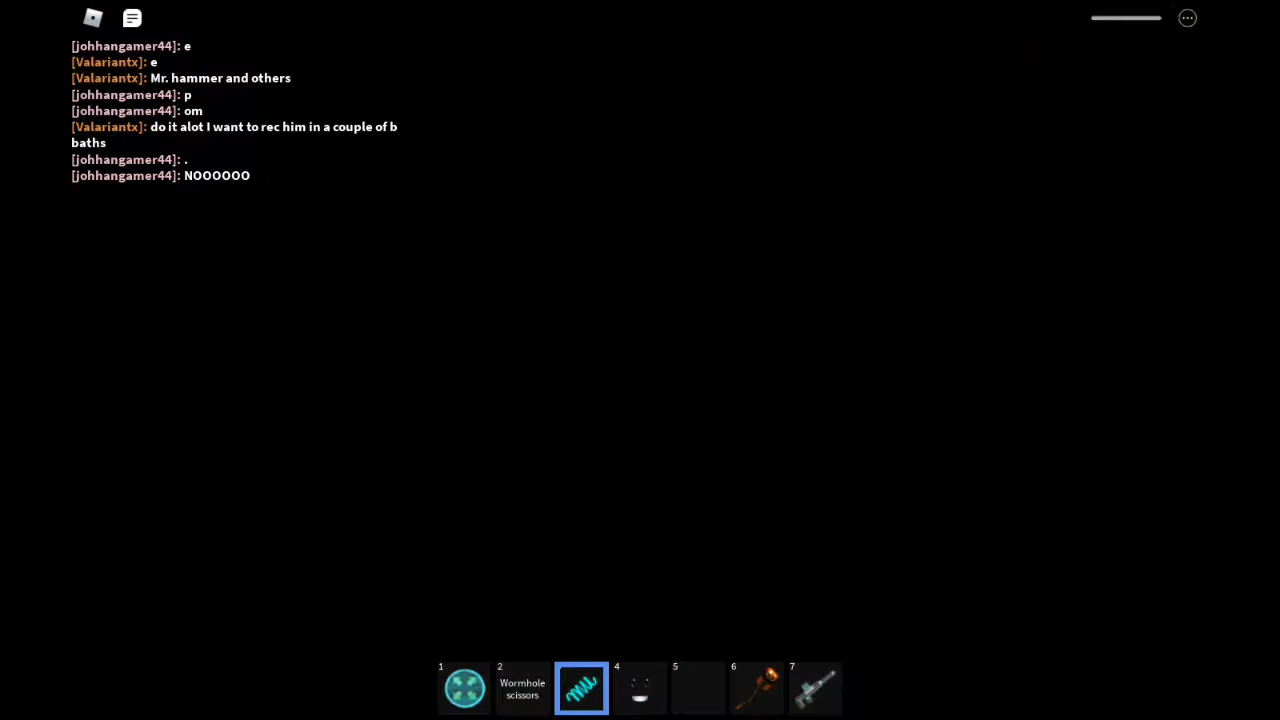 [johhangamer44]: e
[Valariantx]: e
[Valariantx]: Mr. hammer and others
[johhangamer44]: p
[johhangamer44]: om
[Valariantx]: do it alot I want to rec him in a couple of b
baths
[johhangamer44]: .
[johhangamer44]: NOOOOOO
1
2
Wormhole
scissors
4
5
6
7